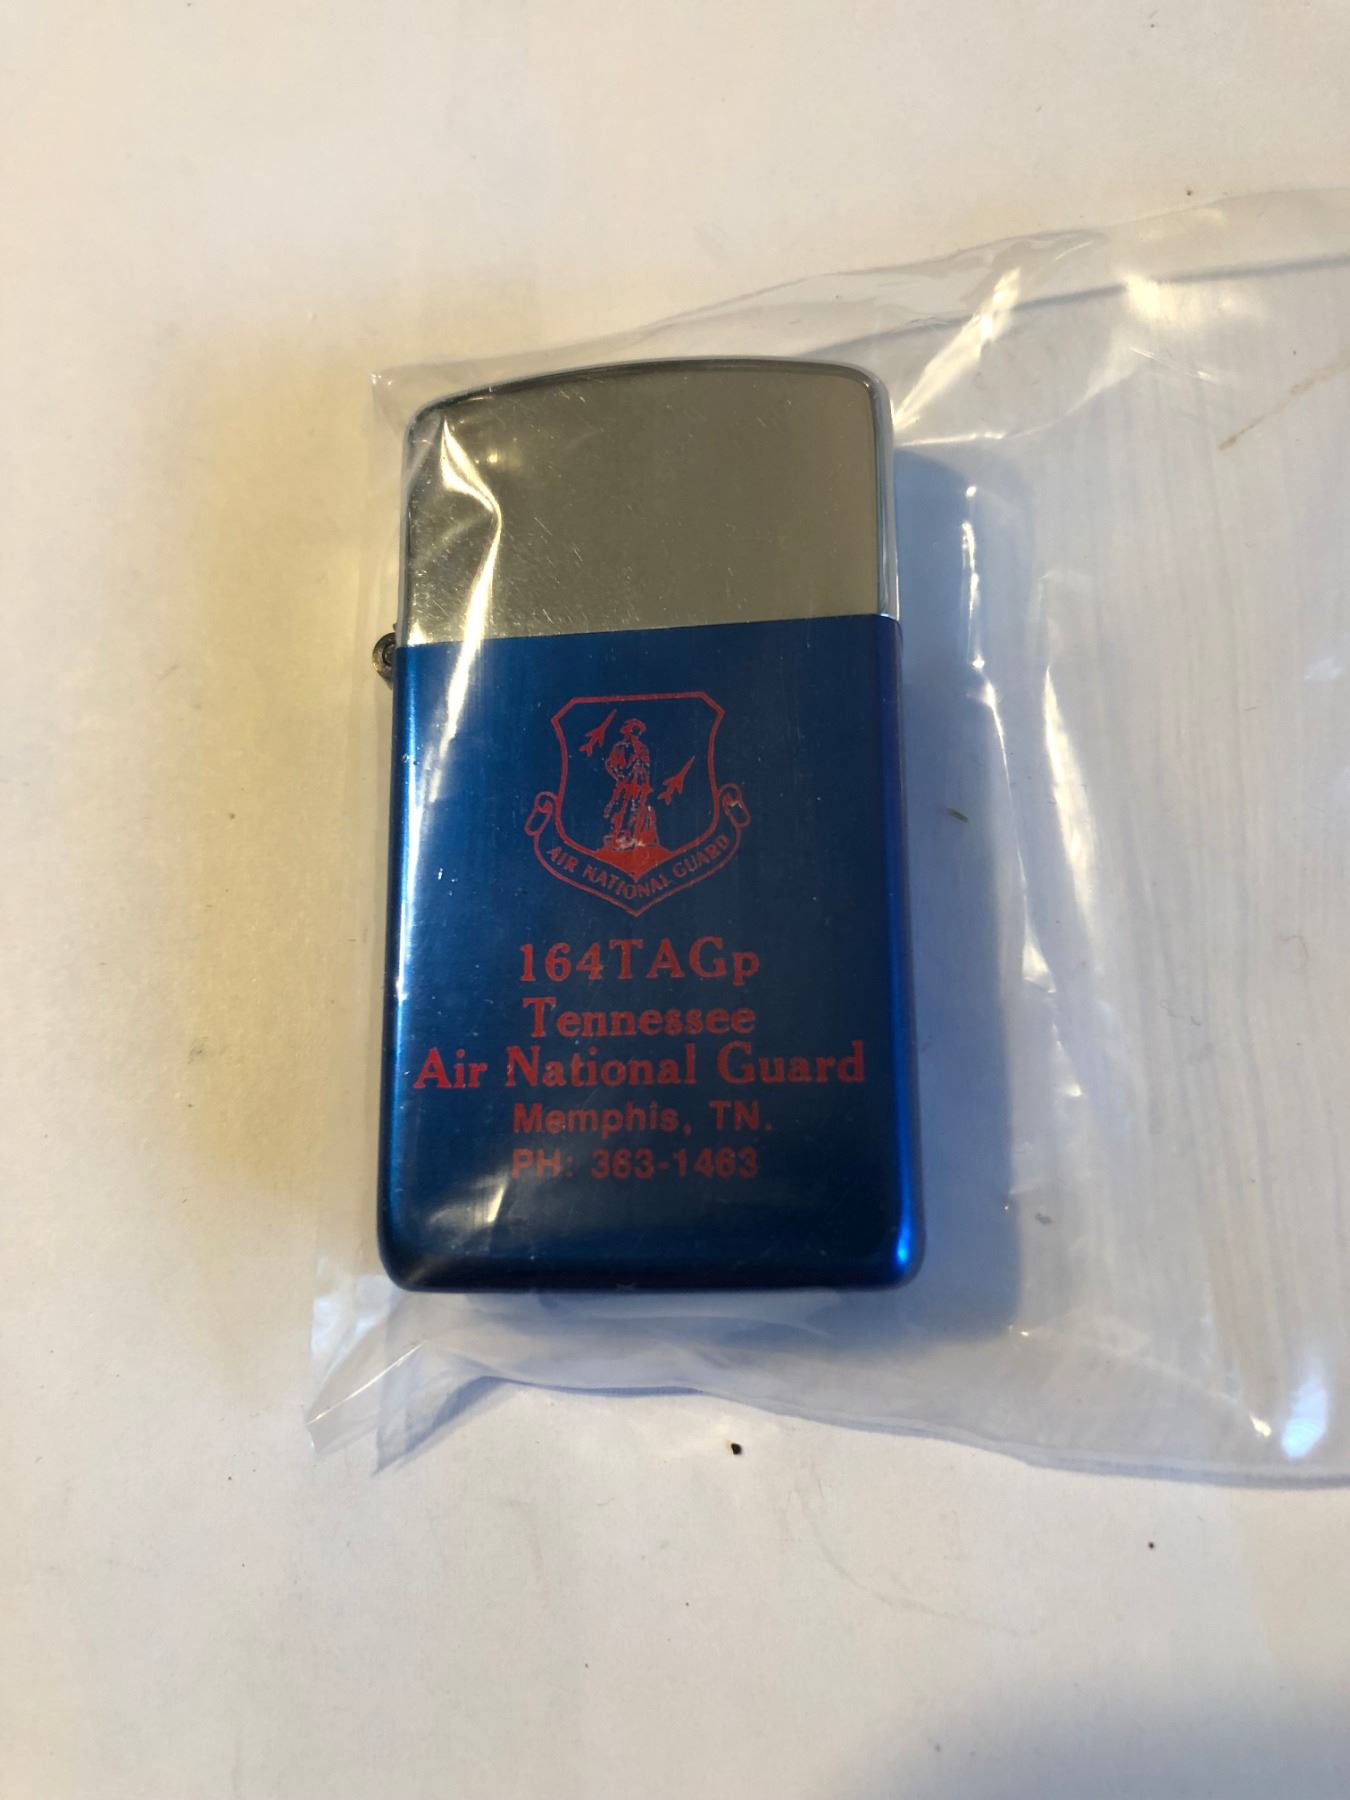 AIR NATIONAL GUARD
164TAGp
Tennessee
Air National Guard
Memphis, TN.
PH: 363-1463